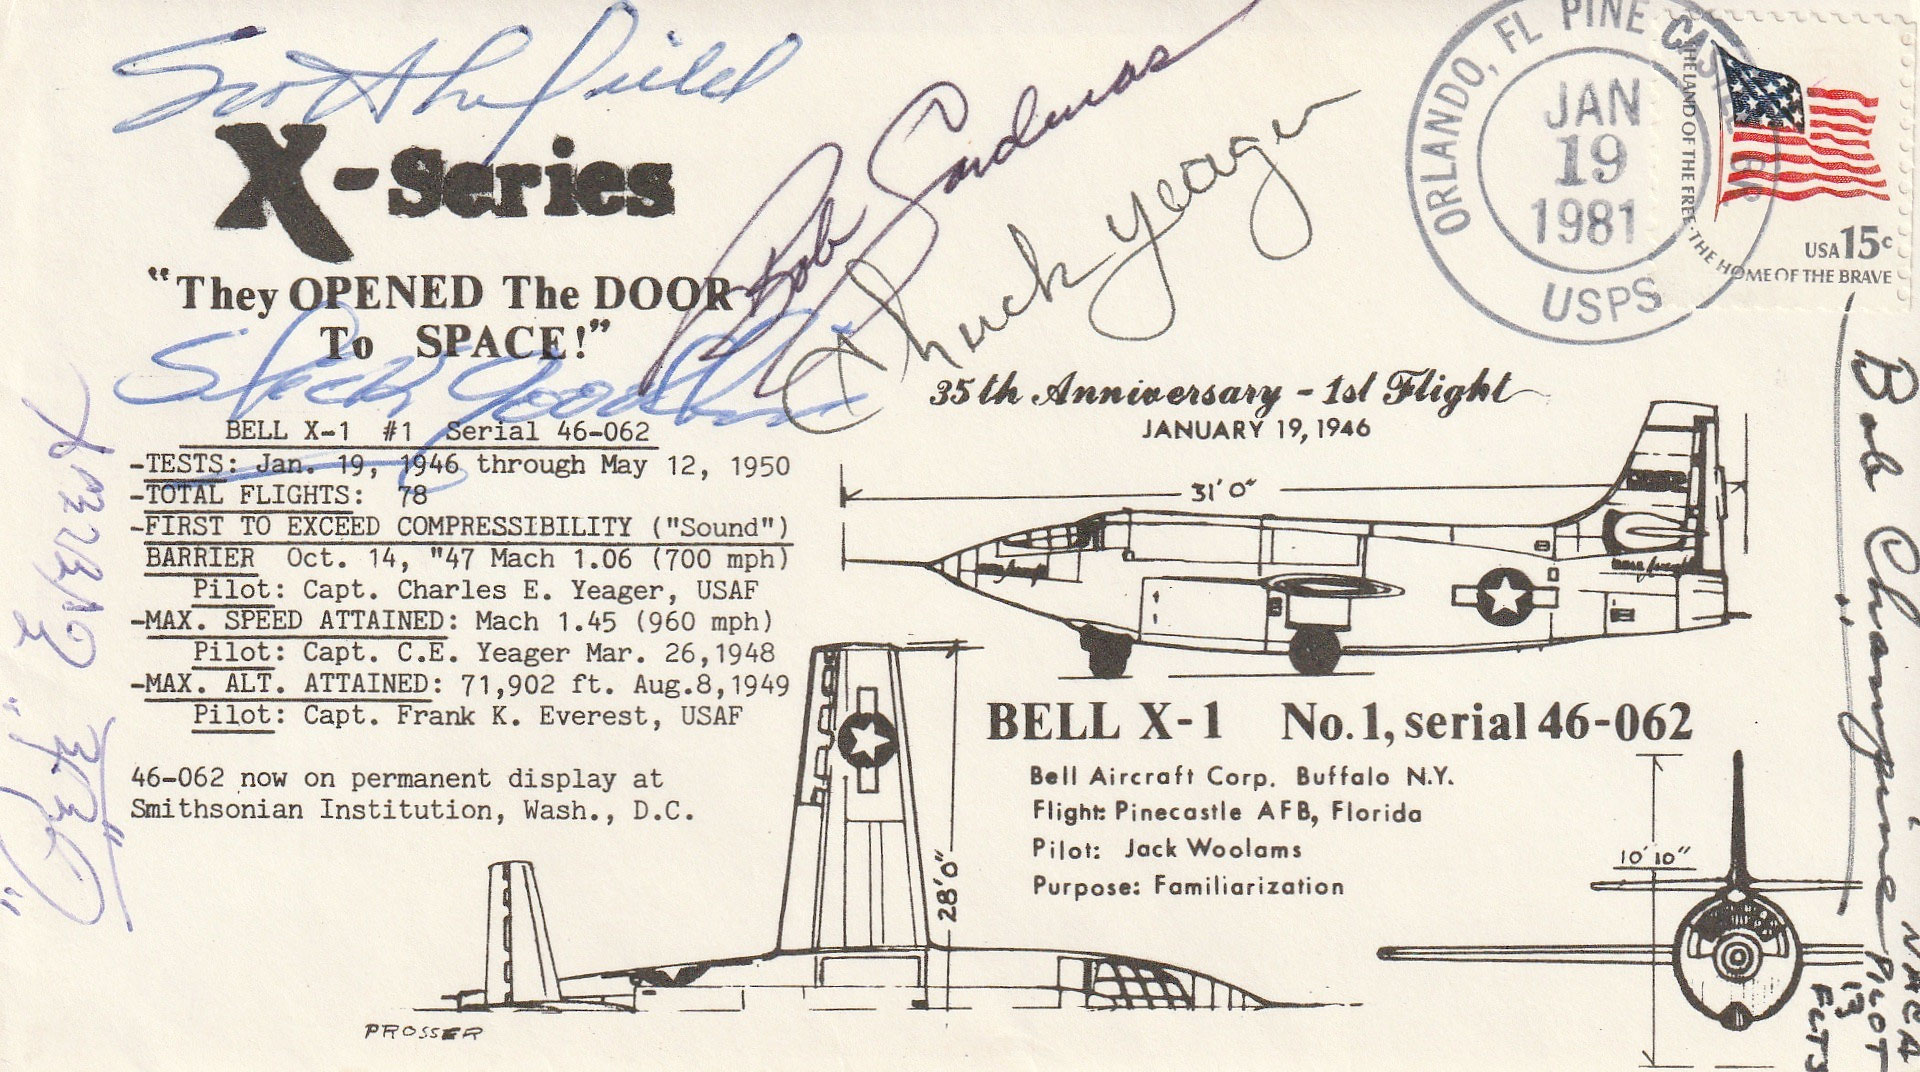 Scott Crossfield
X-Series
"They OPENED The DOOR
To SPACE!"
Slick Goodlin
Bob Sandman
Chuck Yeager
ORLANDO, FL PINE CASTLE
JAN
19
1981
USPS
THE LAND OF THE FREE·THE HOME OF THE BRAVE
USA 15c
35th Anniversary - 1st Flight
JANUARY 19, 1946
BELL X-1 #1 Serial 46-062
-TESTS: Jan. 19, 1946 through May 12, 1950
-TOTAL FLIGHTS: 78
-FIRST TO EXCEED COMPRESSIBILITY ("Sound")
BARRIER Oct. 14, "47 Mach 1.06 (700 mph)
Pilot: Capt. Charles E. Yeager, USAF
-MAX. SPEED ATTAINED: Mach 1.45 (960 mph)
Pilot: Capt. C.E. Yeager Mar. 26,1948
-MAX. ALT. ATTAINED: 71,902 ft. Aug.8,1949
Pilot: Capt. Frank K. Everest, USAF
46-062 now on permanent display at
Smithsonian Institution, Wash., D.C.
"Pete" Everest
31'0"
BELL X-1 No.1, serial 46-062
Bell Aircraft Corp. Buffalo N.Y.
Flight: Pinecastle AFB, Florida
Pilot: Jack Woolams
Purpose: Familiarization
28'0"
10'10"
PROSSER
Bob Champine
NACA
PILOT
13
FLTS